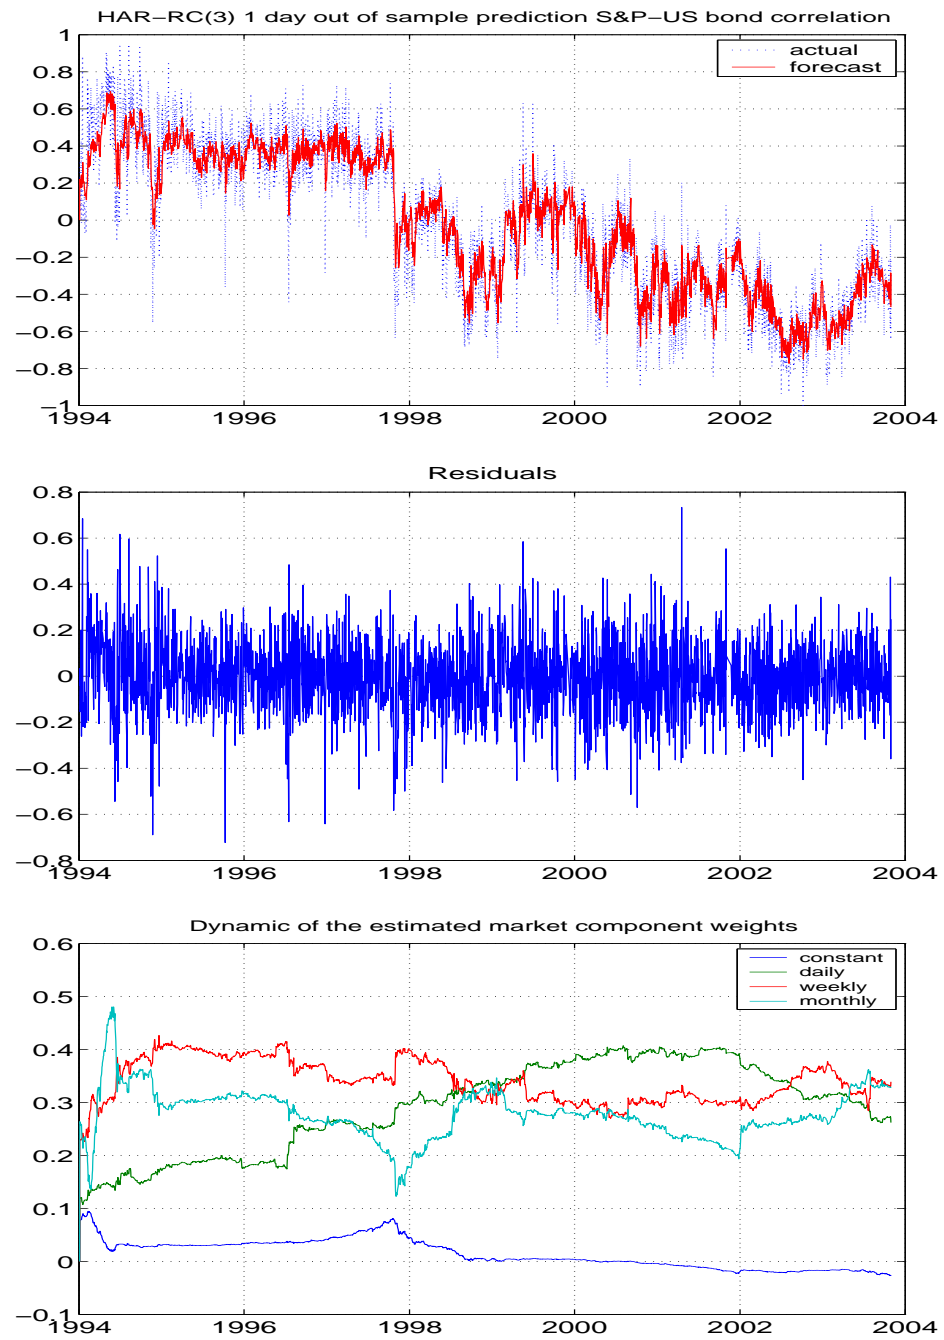 HAR−RC(3) 1 day out of sample prediction S&P−US bond correlation
1
0.8
0.6
0.4
0.2
0
−0.2
−0.4
−0.6
−0.8
−1
actual
forecast
1994 1996 1998 2000 2002 2004
Residuals
0.8
0.6
0.4
0.2
0
−0.2
−0.4
−0.6
−0.8
1994 1996 1998 2000 2002 2004
Dynamic of the estimated market component weights
0.6
0.5
0.4
0.3
0.2
0.1
0
−0.1
constant
daily
weekly
monthly
1994 1996 1998 2000 2002 2004